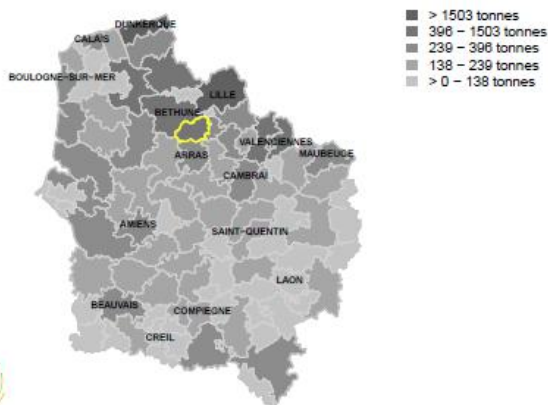 DUNKERQUE
CALAIS
BOULOGNE-SUR-MER
LILLE
BETHUNE
VALENCIENNES
ARRAS
MAUBEUGE
CAMBRAI
AMIENS
SAINT-QUENTIN
LAON
BEAUVAIS
COMPIEGNE
CREIL
> 1503 tonnes
396 – 1503 tonnes
239 – 396 tonnes
138 – 239 tonnes
> 0 – 138 tonnes